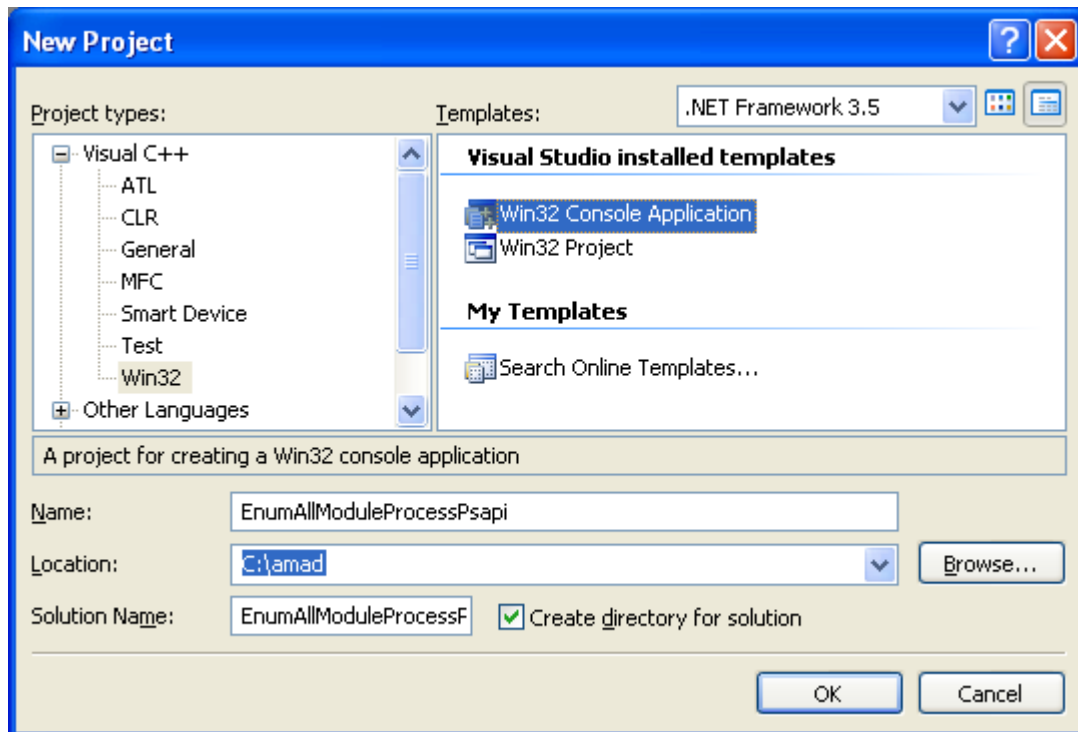 New Project
Project types:
Templates:
.NET Framework 3.5
Visual C++
ATL
CLR
General
MFC
Smart Device
Test
Win32
Other Languages
Visual Studio installed templates
Win32 Console Application
Win32 Project
My Templates
Search Online Templates...
A project for creating a Win32 console application
Name:
EnumAllModuleProcessPsapi
Location:
C:\amad
Browse...
Solution Name:
EnumAllModuleProcessP
Create directory for solution
OK
Cancel